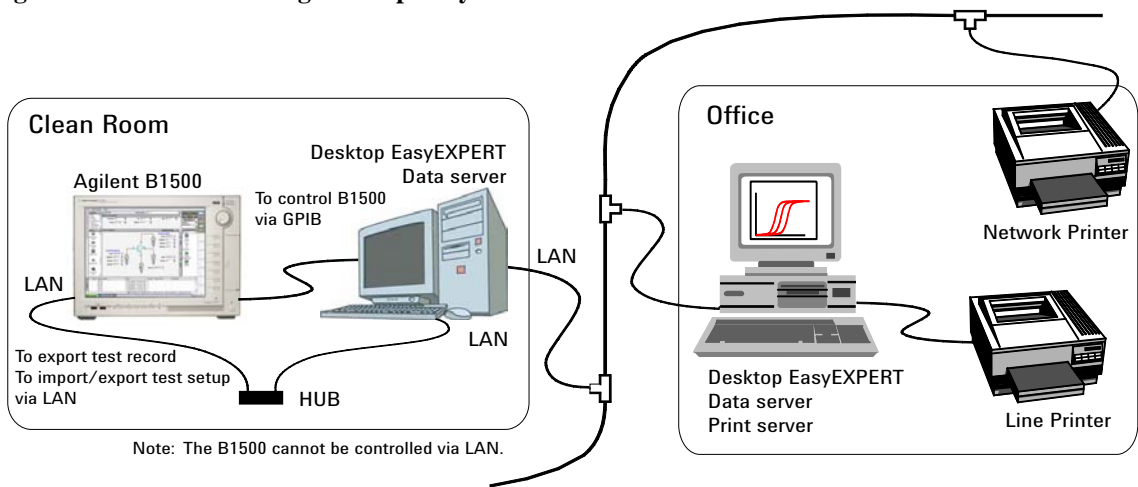 Clean Room
Desktop EasyEXPERT
Data server
Agilent B1500
To control B1500
via GPIB
LAN
LAN
LAN
To export test record
To import/export test setup
via LAN
HUB
Note: The B1500 cannot be controlled via LAN.
Office
Network Printer
Desktop EasyEXPERT
Data server
Print server
Line Printer